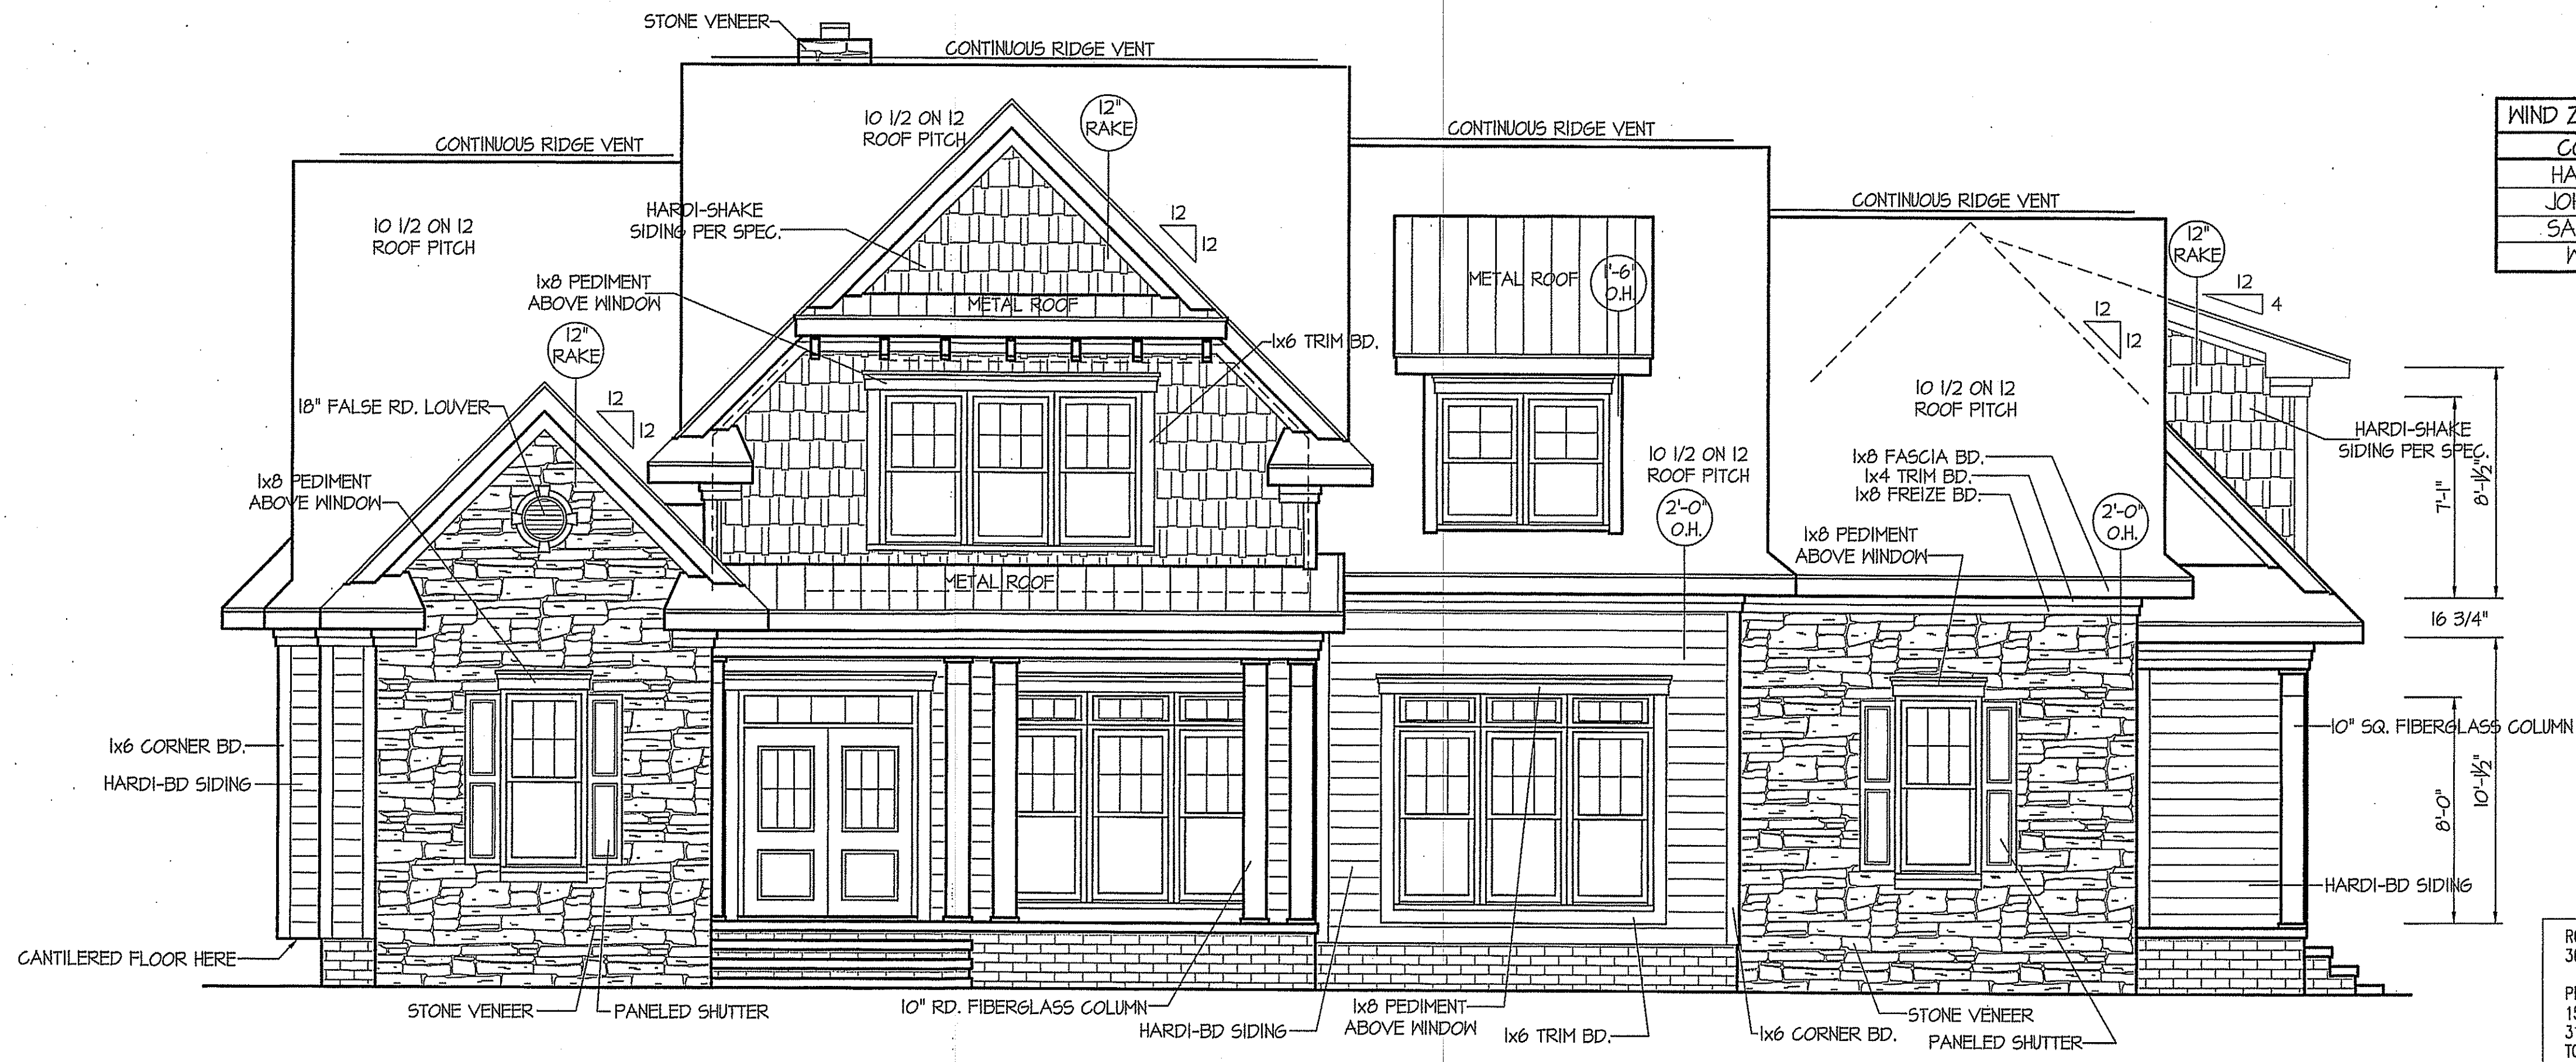 STONE VENEER
CONTINUOUS RIDGE VENT
CONTINUOUS RIDGE VENT
10 1/2 ON 12
ROOF PITCH
12"
RAKE
CONTINUOUS RIDGE VENT
CONTINUOUS RIDGE VENT
WIND Z
10 1/2 ON 12
ROOF PITCH
HARDI-SHAKE
SIDING PER SPEC.
12
12
METAL ROOF
1'-6"
O.H.
12"
RAKE
12
4
1x8 PEDIMENT
ABOVE WINDOW
METAL ROOF
12
12
12"
RAKE
1x6 TRIM BD.
18" FALSE RD. LOUVER
12
12
10 1/2 ON 12
ROOF PITCH
HARDI-SHAKE
SIDING PER SPEC.
7'-1"
8'-1½"
1x8 PEDIMENT
ABOVE WINDOW
10 1/2 ON 12
ROOF PITCH
2'-0"
O.H.
1x8 FASCIA BD.
1x4 TRIM BD.
1x8 FREIZE BD.
1x8 PEDIMENT
ABOVE WINDOW
2'-0"
O.H.
METAL ROOF
16 3/4"
1x6 CORNER BD.
HARDI-BD SIDING
10" SQ. FIBERGLASS COLUMN
8'-0"
10'-1½"
HARDI-BD SIDING
CANTILERED FLOOR HERE
STONE VENEER
PANELED SHUTTER
10" RD. FIBERGLASS COLUMN
HARDI-BD SIDING
1x8 PEDIMENT
ABOVE WINDOW
1x6 TRIM BD.
1x6 CORNER BD.
STONE VENEER
PANELED SHUTTER